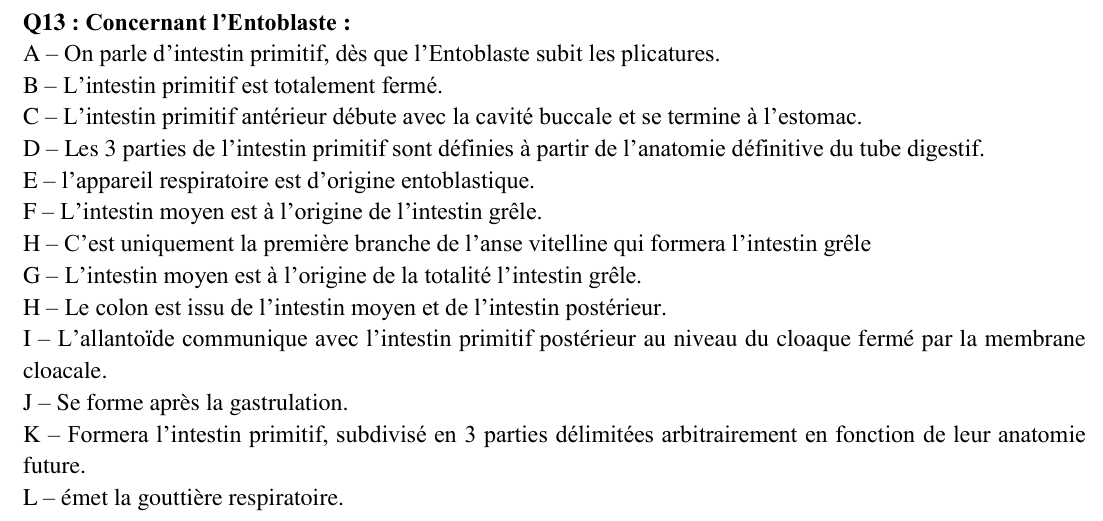 Q13 : Concernant l’Entoblaste :
A – On parle d’intestin primitif, dès que l’Entoblaste subit les plicatures.
B – L’intestin primitif est totalement fermé.
C – L’intestin primitif antérieur débute avec la cavité buccale et se termine à l’estomac.
D – Les 3 parties de l’intestin primitif sont définies à partir de l’anatomie définitive du tube digestif.
E – l’appareil respiratoire est d’origine entoblastique.
F – L’intestin moyen est à l’origine de l’intestin grêle.
H – C’est uniquement la première branche de l’anse vitelline qui formera l’intestin grêle
G – L’intestin moyen est à l’origine de la totalité l’intestin grêle.
H – Le colon est issu de l’intestin moyen et de l’intestin postérieur.
I – L’allantoïde communique avec l’intestin primitif postérieur au niveau du cloaque fermé par la membrane
cloacale.
J – Se forme après la gastrulation.
K – Formera l’intestin primitif, subdivisé en 3 parties délimitées arbitrairement en fonction de leur anatomie
future.
L – émet la gouttière respiratoire.